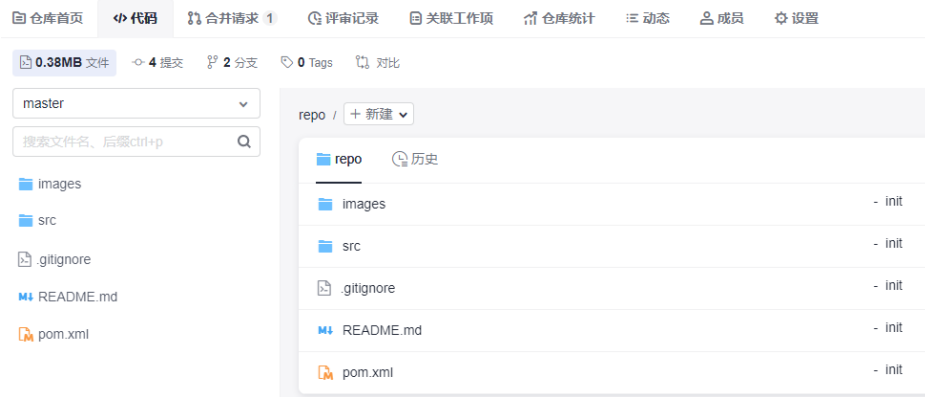 仓库首页 代码 合并请求 1 评审记录 关联工作项 仓库统计 动态 成员 设置
0.38MB 文件 4 提交 2 分支 0 Tags 对比
master
搜索文件名、后缀ctrl+p
images
src
.gitignore
README.md
pom.xml
repo / + 新建
repo 历史
images - init
src - init
.gitignore - init
README.md - init
pom.xml - init